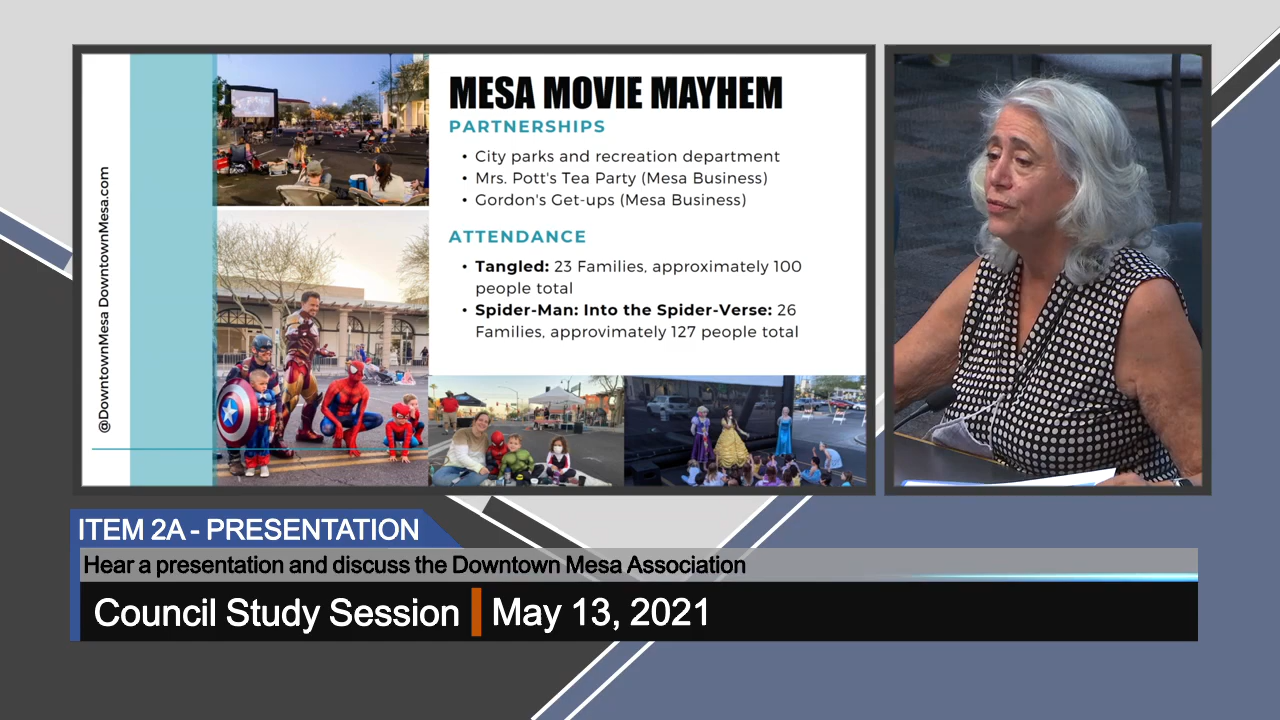 MESA MOVIE MAYHEM
PARTNERSHIPS
• City parks and recreation department
• Mrs. Pott's Tea Party (Mesa Business)
• Gordon's Get-ups (Mesa Business)
ATTENDANCE
• Tangled: 23 Families, approximately 100
people total
• Spider-Man: Into the Spider-Verse: 26
Families, approvimately 127 people total
@DowntownMesa DowntownMesa.com
ITEM 2A - PRESENTATION
Hear a presentation and discuss the Downtown Mesa Association
Council Study Session
May 13, 2021